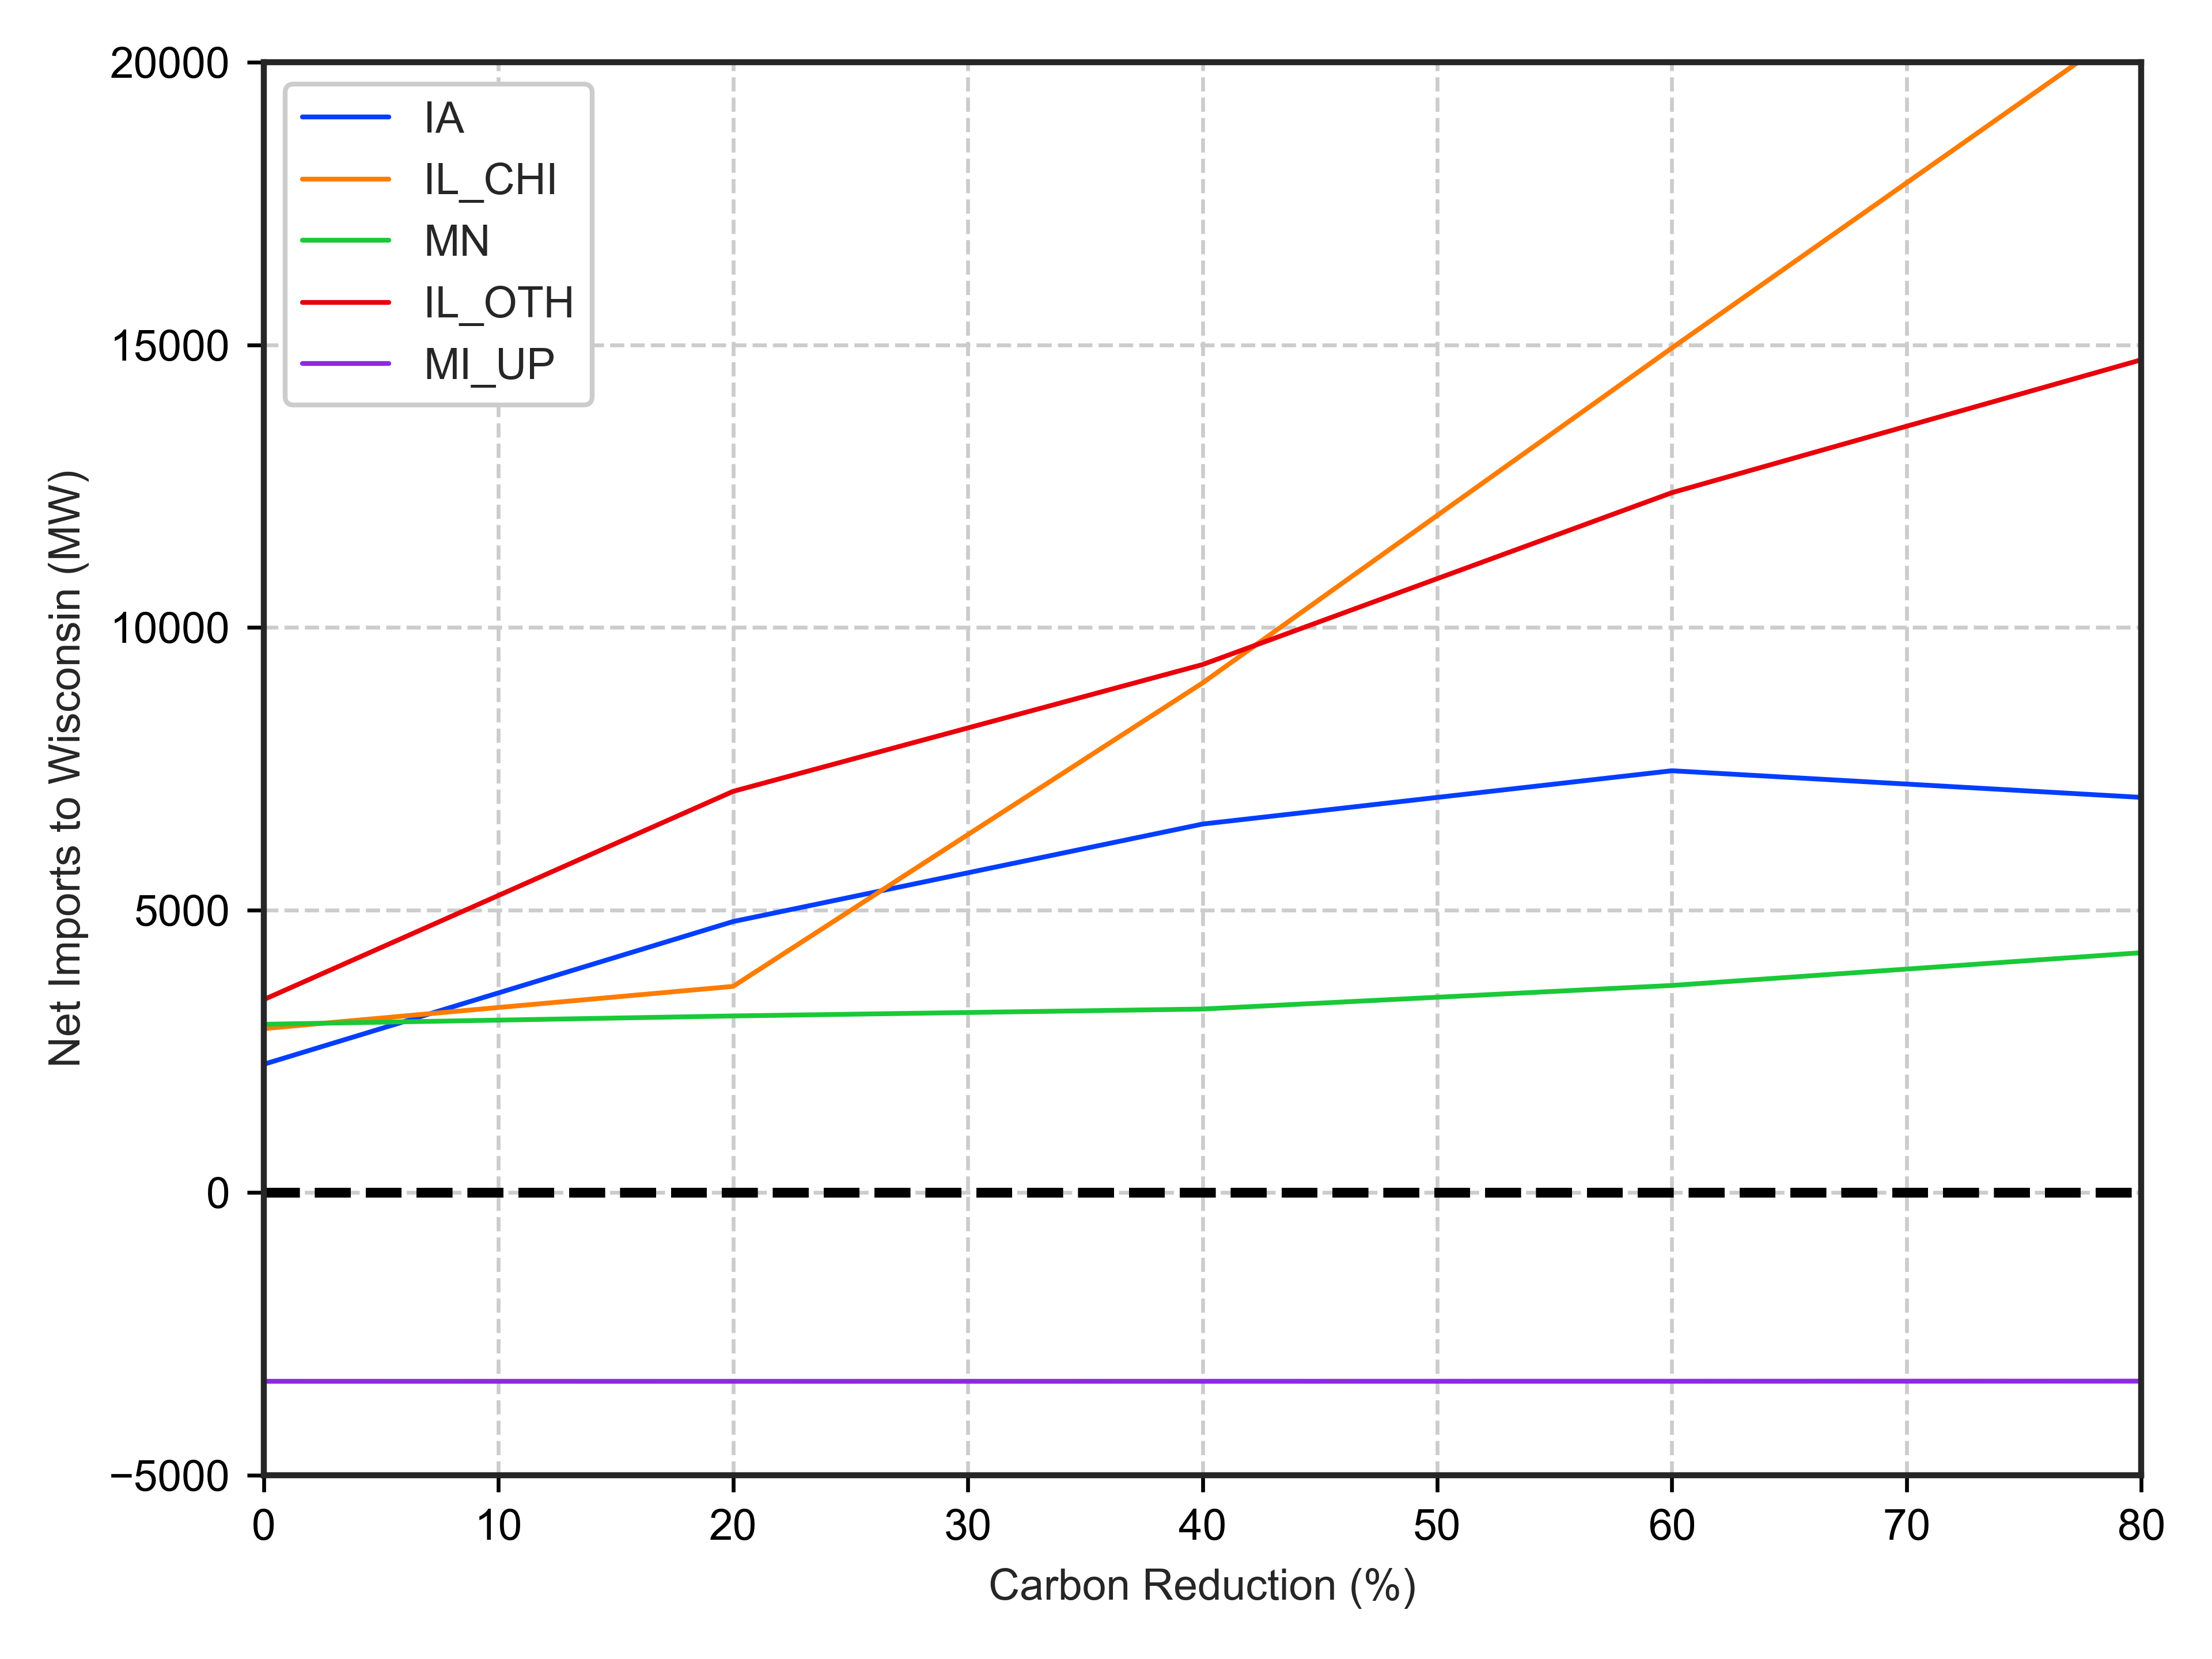 20000
15000
10000
5000
0
−5000
Net Imports to Wisconsin (MW)
IA
IL_CHI
MN
IL_OTH
MI_UP
0 10 20 30 40 50 60 70 80
Carbon Reduction (%)